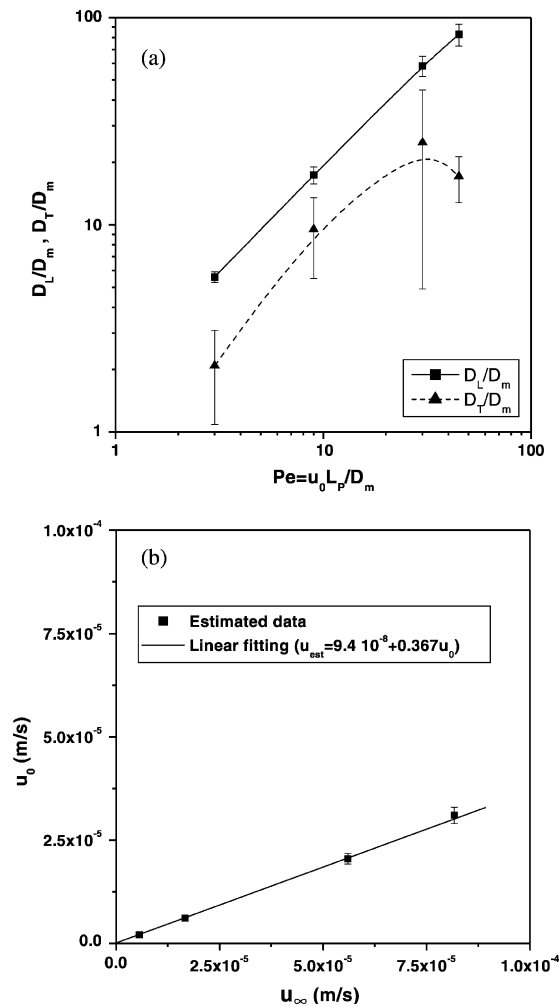 (a)
100
10
1
D_L/D_m , D_T/D_m
D_L/D_m
D_T/D_m
1
10
100
Pe=u_0L_P/D_m
(b)
1.0x10^-4
7.5x10^-5
5.0x10^-5
2.5x10^-5
0.0
u_0 (m/s)
Estimated data
Linear fitting (u_est=9.4 10^-8+0.367u_0)
0.0
2.5x10^-5
5.0x10^-5
7.5x10^-5
1.0x10^-4
u_∞ (m/s)